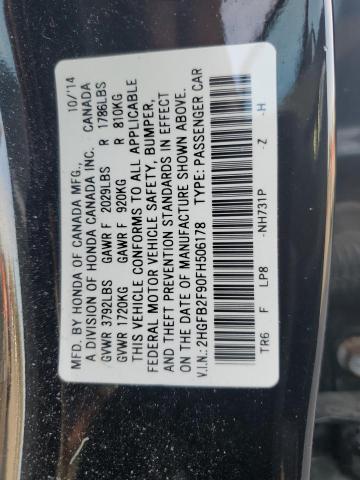 MFD. BY HONDA OF CANADA MFG., 10/14
A DIVISION OF HONDA CANADA INC. CANADA
GVWR 3792LBS GAWR F 2029LBS R 1786LBS
GVWR 1720KG GAWR F 920KG R 810KG
THIS VEHICLE CONFORMS TO ALL APPLICABLE
FEDERAL MOTOR VEHICLE SAFETY, BUMPER,
AND THEFT PREVENTION STANDARDS IN EFFECT
ON THE DATE OF MANUFACTURE SHOWN ABOVE.
V.I.N.: 2HGFB2F90FH506178 TYPE: PASSENGER CAR
TR6 F LP8 -NH731P -Z -H